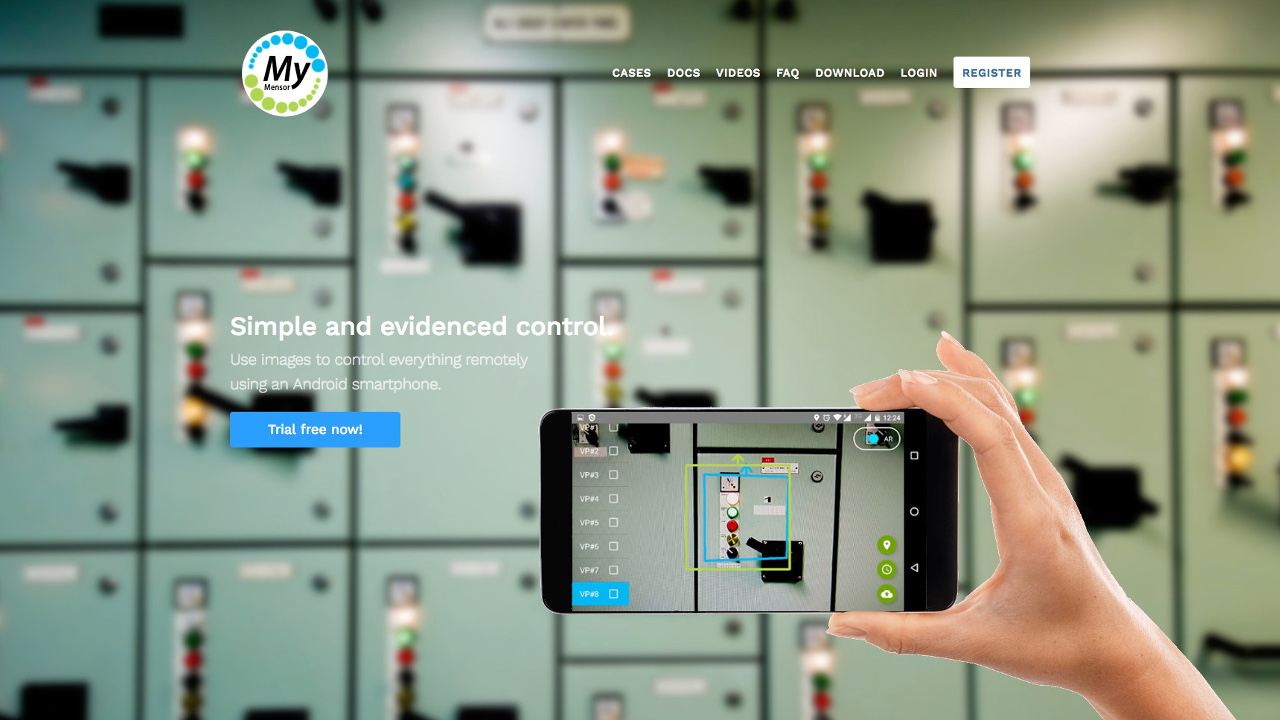 My
Mensor
CASES DOCS VIDEOS FAQ DOWNLOAD LOGIN REGISTER
Simple and evidenced control.
Use images to control everything remotely
using an Android smartphone.
Trial free now!
12:24
AR
VP#1
VP#2
VP#3
VP#4
VP#5
VP#6
VP#7
VP#8